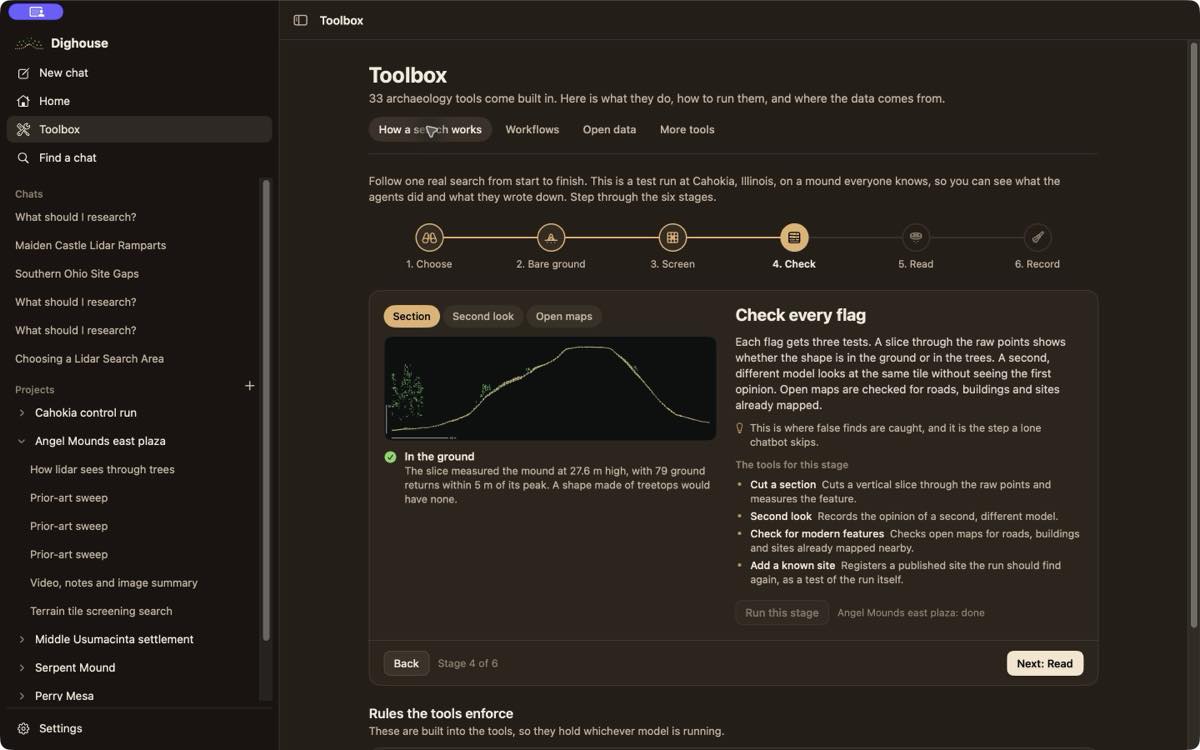 Dighouse
New chat
Home
Toolbox
Find a chat
Chats
What should I research?
Maiden Castle Lidar Ramparts
Southern Ohio Site Gaps
What should I research?
What should I research?
Choosing a Lidar Search Area
Projects
Cahokia control run
Angel Mounds east plaza
How lidar sees through trees
Prior-art sweep
Prior-art sweep
Prior-art sweep
Video, notes and image summary
Terrain tile screening search
Middle Usumacinta settlement
Serpent Mound
Perry Mesa
Settings
Toolbox
Toolbox
33 archaeology tools come built in. Here is what they do, how to run them, and where the data comes from.
How a search works
Workflows
Open data
More tools
Follow one real search from start to finish. This is a test run at Cahokia, Illinois, on a mound everyone knows, so you can see what the
agents did and what they wrote down. Step through the six stages.
1. Choose
2. Bare ground
3. Screen
4. Check
5. Read
6. Record
Section
Second look
Open maps
In the ground
The slice measured the mound at 27.6 m high, with 79 ground
returns within 5 m of its peak. A shape made of treetops would
have none.
Check every flag
Each flag gets three tests. A slice through the raw points shows
whether the shape is in the ground or in the trees. A second,
different model looks at the same tile without seeing the first
opinion. Open maps are checked for roads, buildings and sites
already mapped.
This is where false finds are caught, and it is the step a lone
chatbot skips.
The tools for this stage
• Cut a section Cuts a vertical slice through the raw points and
measures the feature.
• Second look Records the opinion of a second, different model.
• Check for modern features Checks open maps for roads, buildings
and sites already mapped nearby.
• Add a known site Registers a published site the run should find
again, as a test of the run itself.
Run this stage
Angel Mounds east plaza: done
Back
Stage 4 of 6
Next: Read
Rules the tools enforce
These are built into the tools, so they hold whichever model is running.